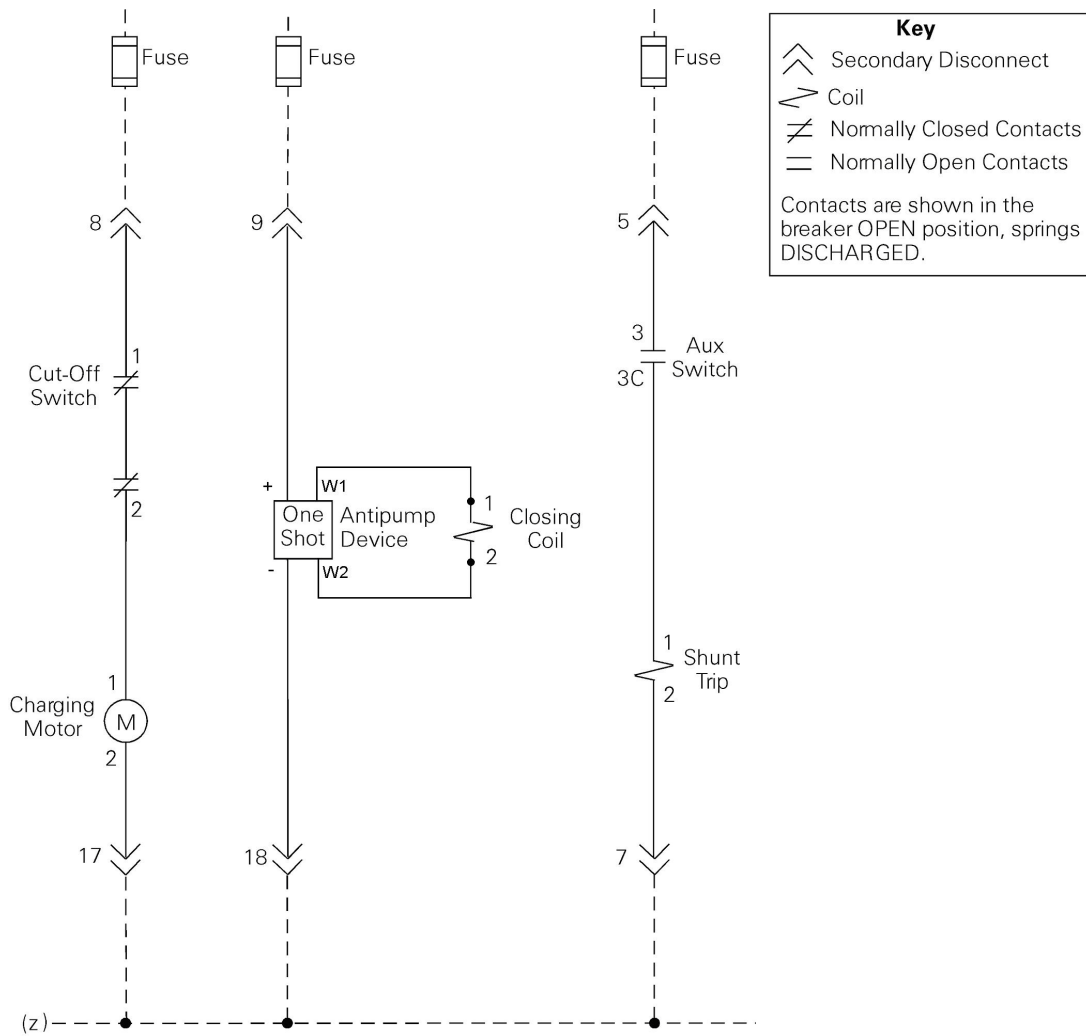 Fuse
Fuse
Fuse
Key
Secondary Disconnect
Coil
Normally Closed Contacts
Normally Open Contacts
Contacts are shown in the
breaker OPEN position, springs
DISCHARGED.
8
9
5
1
Cut-Off
Switch
2
3
3C
Aux
Switch
+
W1
One
Shot
Antipump
Device
-
W2
1
2
Closing
Coil
1
Charging
Motor
M
2
1
2
Shunt
Trip
17
18
7
(z)